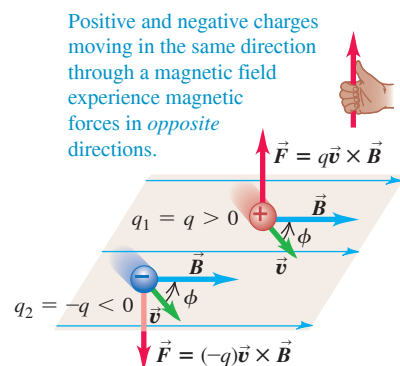 Positive and negative charges
moving in the same direction
through a magnetic field
experience magnetic
forces in opposite
directions.
F⃗ = qv⃗ × B⃗
q₁ = q > 0
+
B⃗
ϕ
v⃗
−
B⃗
ϕ
q₂ = −q < 0
v⃗
F⃗ = (−q)v⃗ × B⃗